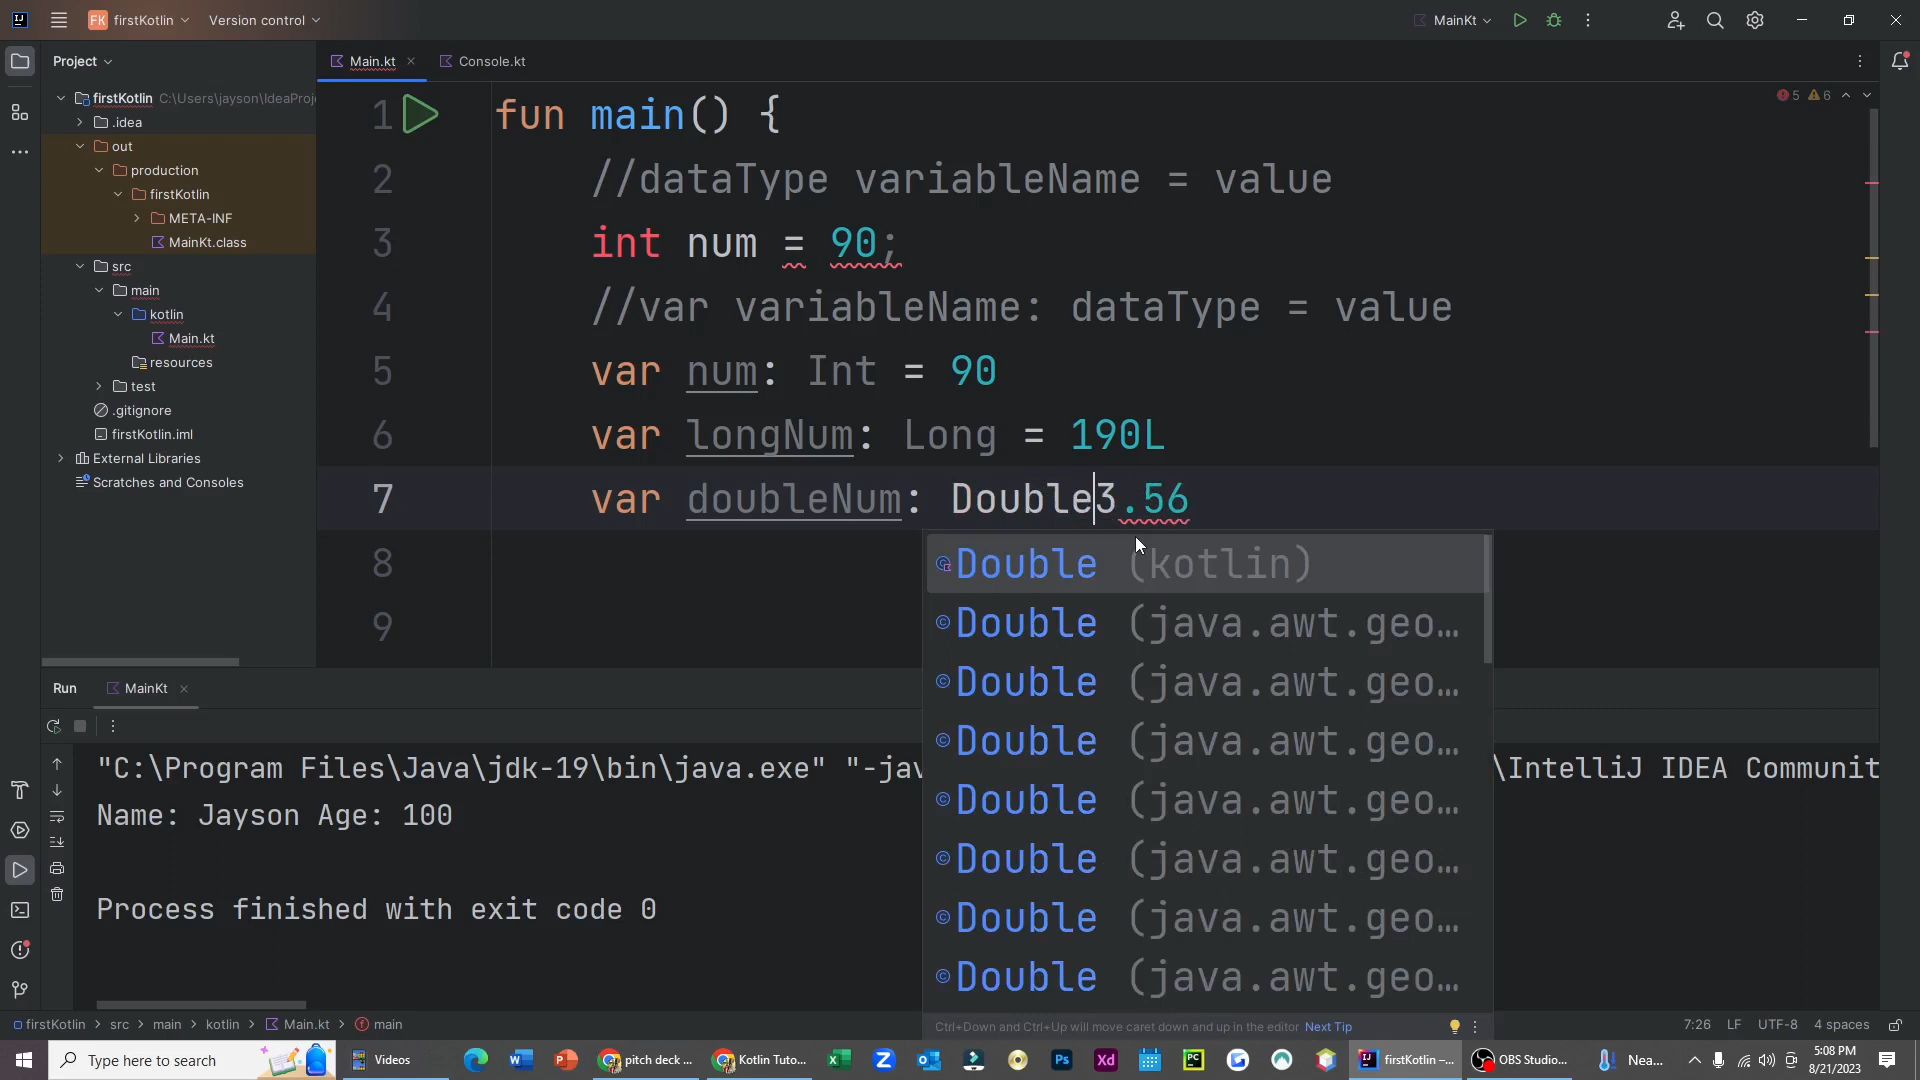 FK firstKotlin Version control MainKt
Project Main.kt Console.kt
firstKotlin C:\Users\jayson\IdeaProj
.idea
out
production
firstKotlin
META-INF
MainKt.class
src
main
kotlin
Main.kt
resources
test
.gitignore
firstKotlin.iml
External Libraries
Scratches and Consoles
5 6
1 fun main() {
2 //dataType variableName = value
3 int num = 90;
4 //var variableName: dataType = value
5 var num: Int = 90
6 var longNum: Long = 190L
7 var doubleNum: Double3.56
8
9
Double (kotlin)
Double (java.awt.geo…
Double (java.awt.geo…
Double (java.awt.geo…
Double (java.awt.geo…
Double (java.awt.geo…
Double (java.awt.geo…
Double (java.awt.geo…
Ctrl+Down and Ctrl+Up will move caret down and up in the editor Next Tip
Run MainKt
"C:\Program Files\Java\jdk-19\bin\java.exe" "-jav \IntelliJ IDEA Communit
Name: Jayson Age: 100
Process finished with exit code 0
firstKotlin > src > main > kotlin > Main.kt > main
7:26 LF UTF-8 4 spaces
Type here to search Videos pitch deck ... Kotlin Tuto... firstKotlin –... OBS Studio... Nea...
5:08 PM
8/21/2023